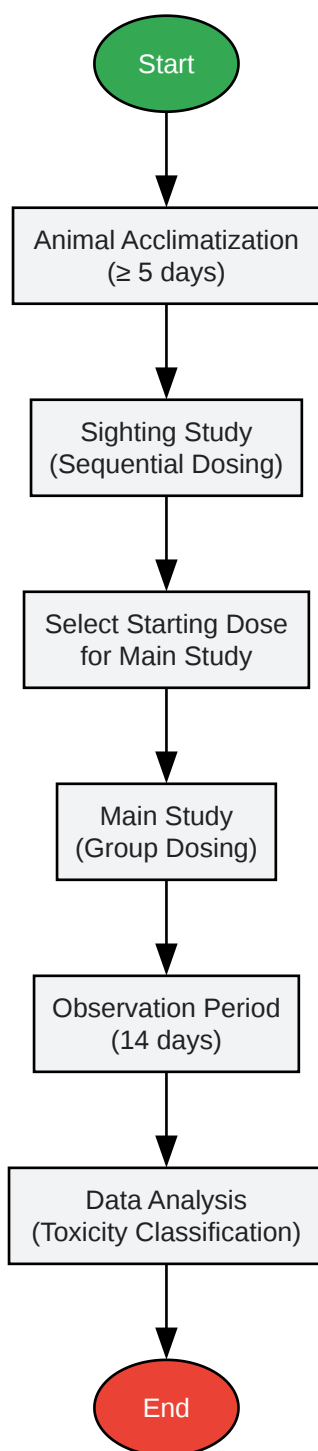 Start
Animal Acclimatization
(≥ 5 days)
Sighting Study
(Sequential Dosing)
Select Starting Dose
for Main Study
Main Study
(Group Dosing)
Observation Period
(14 days)
Data Analysis
(Toxicity Classification)
End